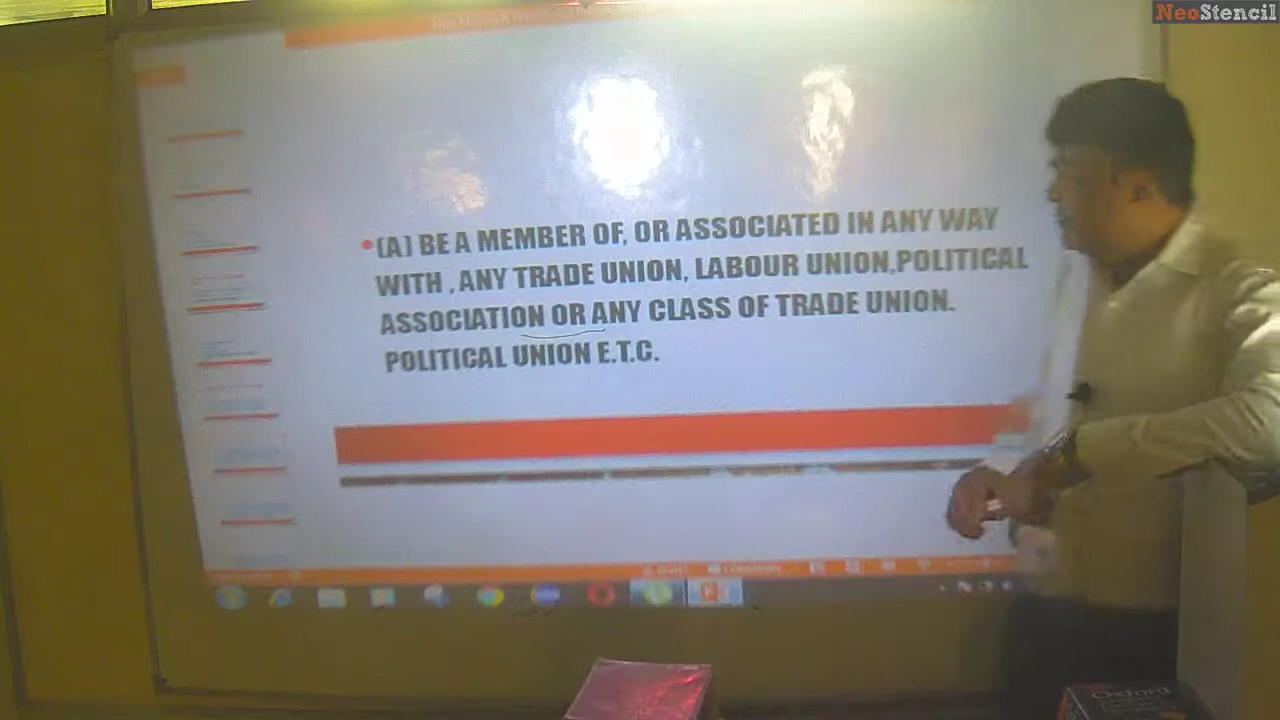 NeoStencil
• (A) BE A MEMBER OF, OR ASSOCIATED IN ANY WAY
WITH , ANY TRADE UNION, LABOUR UNION,POLITICAL
ASSOCIATION OR ANY CLASS OF TRADE UNION.
POLITICAL UNION E.T.C.
Oxford